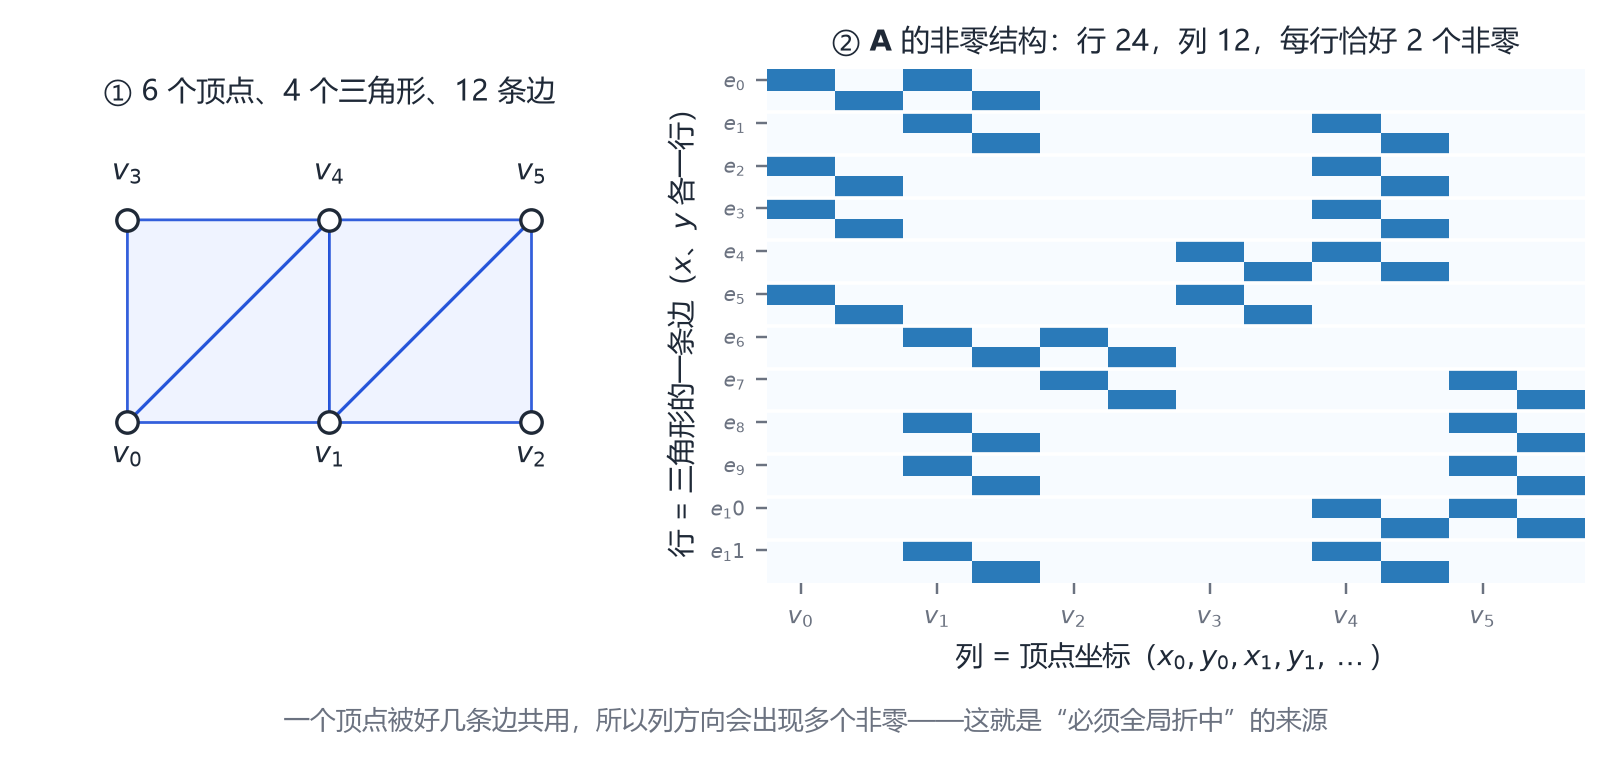 ① 6 个顶点、4 个三角形、12 条边
v3 v4 v5
v0 v1 v2
② A 的非零结构：行 24，列 12，每行恰好 2 个非零
行 = 三角形的一条边（x、y 各一行）
e0
e1
e2
e3
e4
e5
e6
e7
e8
e9
e10
e11
v0 v1 v2 v3 v4 v5
列 = 顶点坐标（x0, y0, x1, y1, …）
一个顶点被好几条边共用，所以列方向会出现多个非零——这就是“必须全局折中”的来源